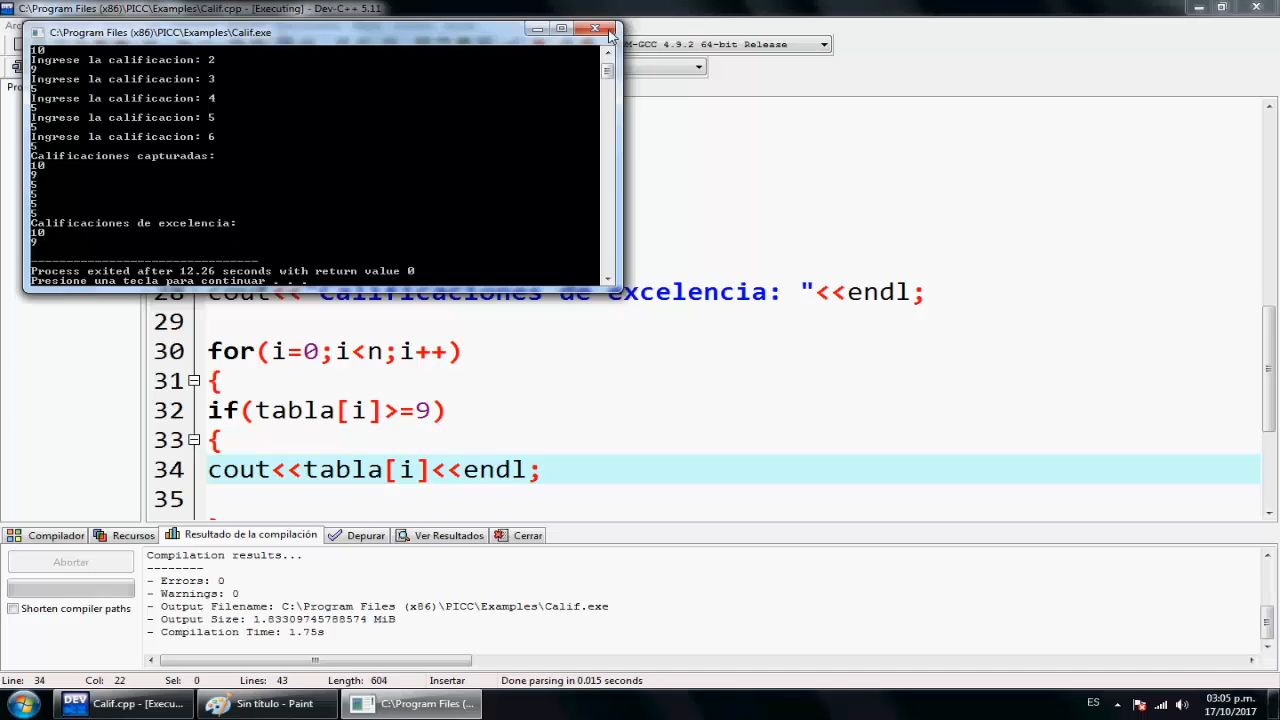 C:\Program Files (x86)\PICC\Examples\Calif.cpp - [Executing] - Dev-C++ 5.11
C:\Program Files (x86)\PICC\Examples\Calif.exe
GCC 4.9.2 64-bit Release
10
Ingrese la calificacion: 2
9
Ingrese la calificacion: 3
5
Ingrese la calificacion: 4
5
Ingrese la calificacion: 5
5
Ingrese la calificacion: 6
5
Calificaciones capturadas:
10
9
5
5
5
5
Calificaciones de excelencia:
10
9
--------------------------------
Process exited after 12.26 seconds with return value 0
Presione una tecla para continuar . . .
28 cout<<"Calificaciones de excelencia: "<<endl;
29
30 for(i=0;i<n;i++)
31 {
32 if(tabla[i]>=9)
33 {
34 cout<<tabla[i]<<endl;
35
Compilador Recursos Resultado de la compilación Depurar Ver Resultados Cerrar
Abortar
Shorten compiler paths
Compilation results...
--------
- Errors: 0
- Warnings: 0
- Output Filename: C:\Program Files (x86)\PICC\Examples\Calif.exe
- Output Size: 1.83309745788574 MiB
- Compilation Time: 1.75s
Line: 34 Col: 22 Sel: 0 Lines: 43 Length: 604 Insertar Done parsing in 0.015 seconds
Calif.cpp - [Execu... Sin título - Paint C:\Program Files (... ES 03:05 p.m.
17/10/2017